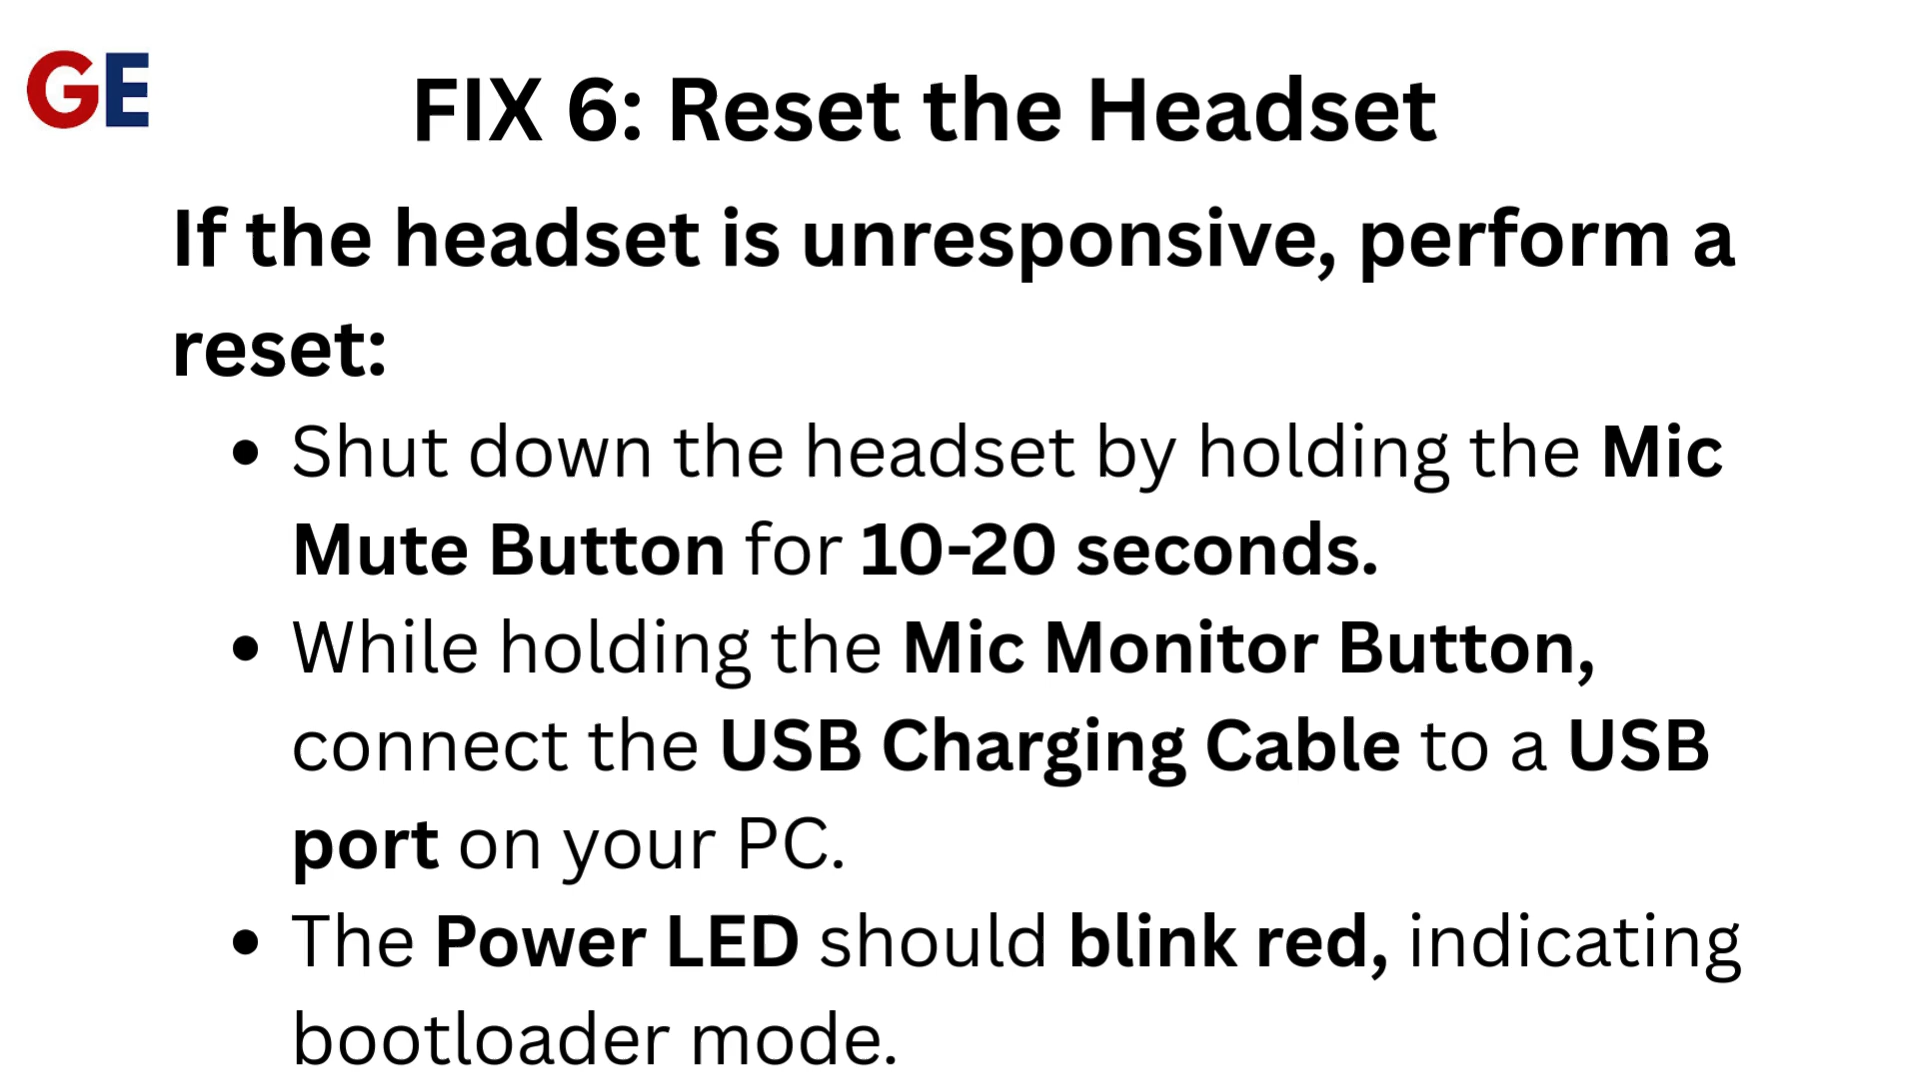 GE
FIX 6: Reset the Headset
If the headset is unresponsive, perform a
reset:
• Shut down the headset by holding the Mic
Mute Button for 10-20 seconds.
• While holding the Mic Monitor Button,
connect the USB Charging Cable to a USB
port on your PC.
• The Power LED should blink red, indicating
bootloader mode.